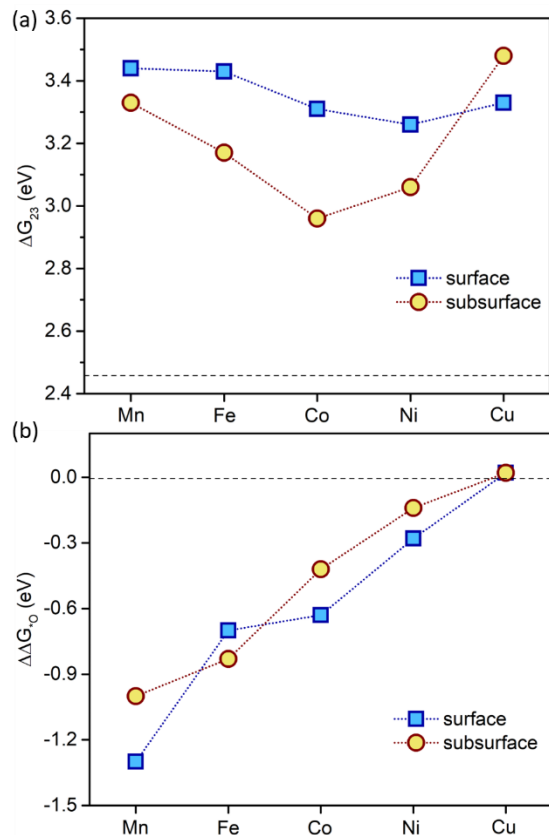 (a)
3.6
3.4
3.2
3.0
2.8
2.6
2.4
ΔG23 (eV)
surface
subsurface
Mn Fe Co Ni Cu
(b)
0.0
-0.3
-0.6
-0.9
-1.2
-1.5
ΔΔG*O (eV)
surface
subsurface
Mn Fe Co Ni Cu